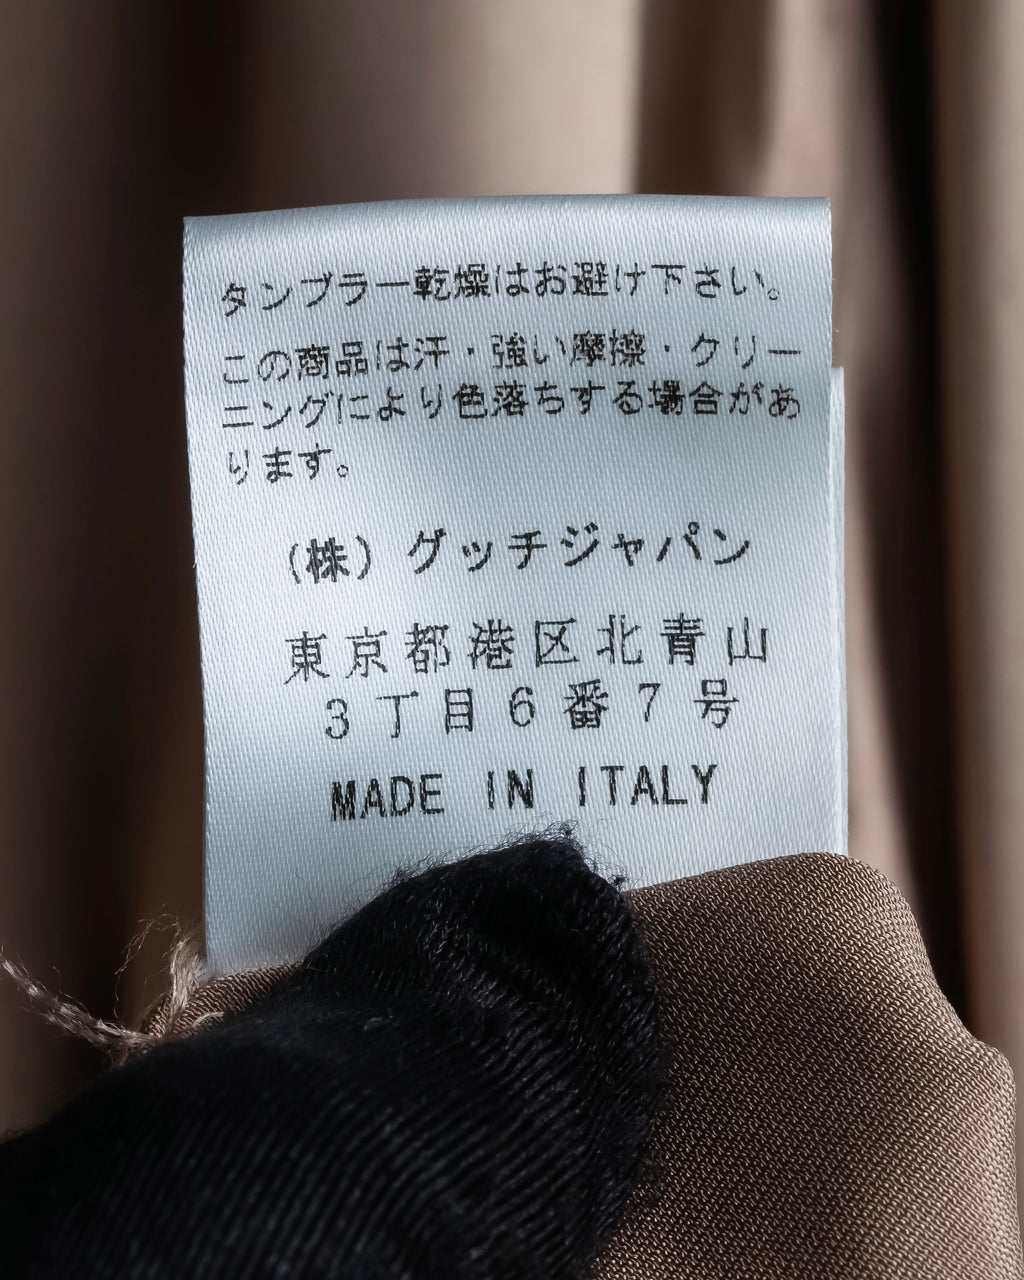 タンブラー乾燥はお避け下さい。
この商品は汗・強い摩擦・クリー
ニングにより色落ちする場合があ
ります。
(株) グッチジャパン
東京都港区北青山
3丁目6番7号
MADE IN ITALY